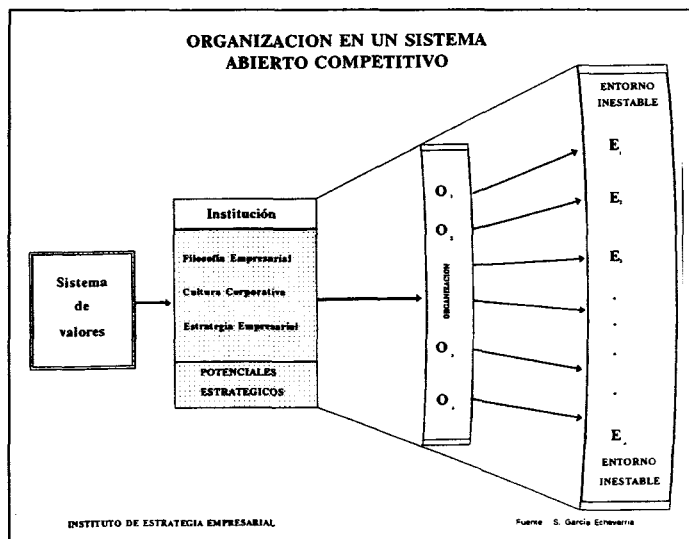 ORGANIZACION EN UN SISTEMA
ABIERTO COMPETITIVO
Sistema
de
valores
Institución
Filosofía Empresarial
Cultura Corporativa
Estrategia Empresarial
POTENCIALES
ESTRATEGICOS
O
O
ORGANIZACION
O
O
ENTORNO
INESTABLE
E
E
E
.
.
.
.
E
ENTORNO
INESTABLE
INSTITUTO DE ESTRATEGIA EMPRESARIAL
Fuente S. García Echevarría